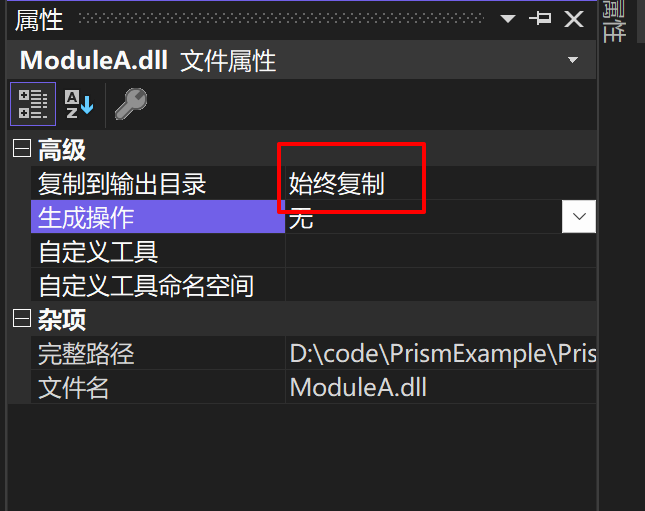 属性
ModuleA.dll 文件属性
高级
复制到输出目录 始终复制
生成操作 无
自定义工具
自定义工具命名空间
杂项
完整路径 D:\code\PrismExample\Pris
文件名 ModuleA.dll
属性